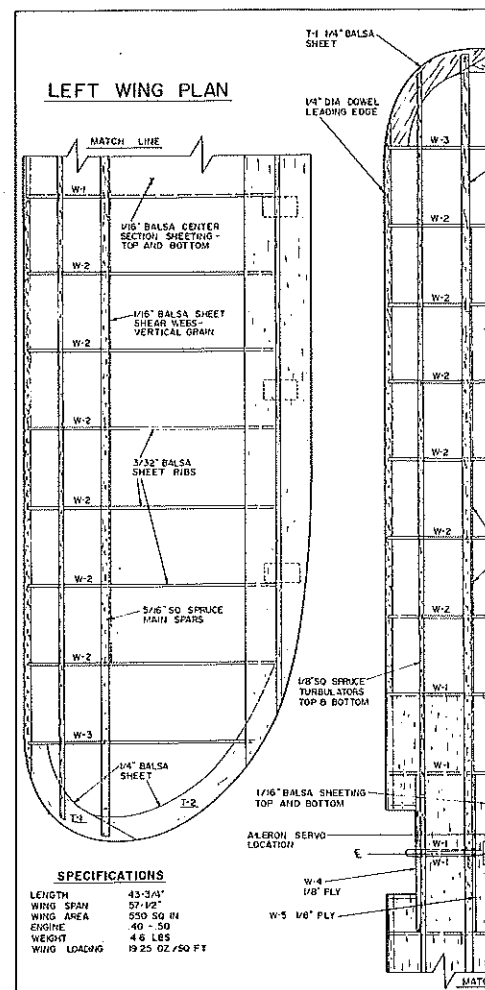 LEFT WING PLAN
MATCH LINE
W-1
1/16" BALSA CENTER
SECTION SHEETING-
TOP AND BOTTOM
W-2
1/16" BALSA SHEET
SHEAR WEBS-
VERTICAL GRAIN
W-2
W-2
3/32" BALSA
SHEET RIBS
W-2
W-2
5/16" SQ SPRUCE
MAIN SPARS
W-2
W-3
1/4" BALSA
SHEET
T-1
T-2
SPECIFICATIONS
LENGTH 43-3/4"
WING SPAN 57-1/2"
WING AREA 550 SQ IN
ENGINE .40 - .50
WEIGHT 4.6 LBS
WING LOADING 19.25 OZ/SQ FT
T-1 1/4" BALSA
SHEET
1/4" DIA DOWEL
LEADING EDGE
W-3
W-2
W-2
W-2
W-2
W-2
W-2
1/8" SQ SPRUCE
TURBULATORS
TOP & BOTTOM
W-1
W-1
1/16" BALSA SHEETING
TOP AND BOTTOM
AILERON SERVO
LOCATION
W-1
W-1
W-4
1/8" PLY
W-5 1/8" PLY